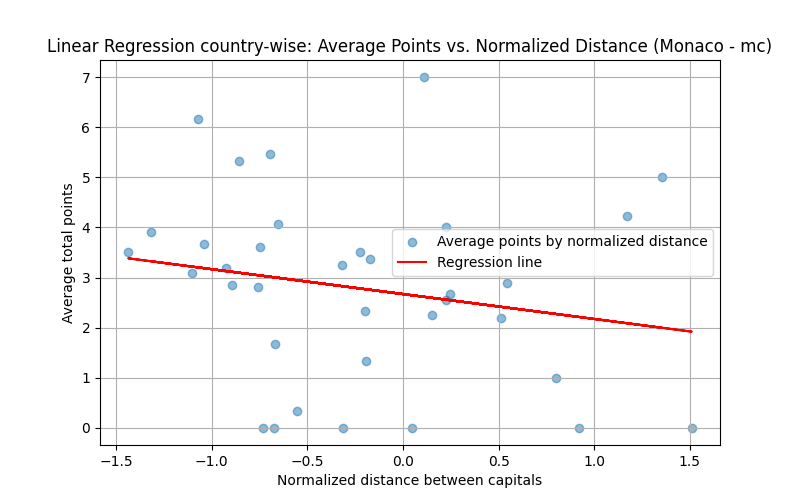 Linear Regression country-wise: Average Points vs. Normalized Distance (Monaco - mc)
7
6
5
4
3
2
1
0
Average total points
Average points by normalized distance
Regression line
−1.5 −1.0 −0.5 0.0 0.5 1.0 1.5
Normalized distance between capitals